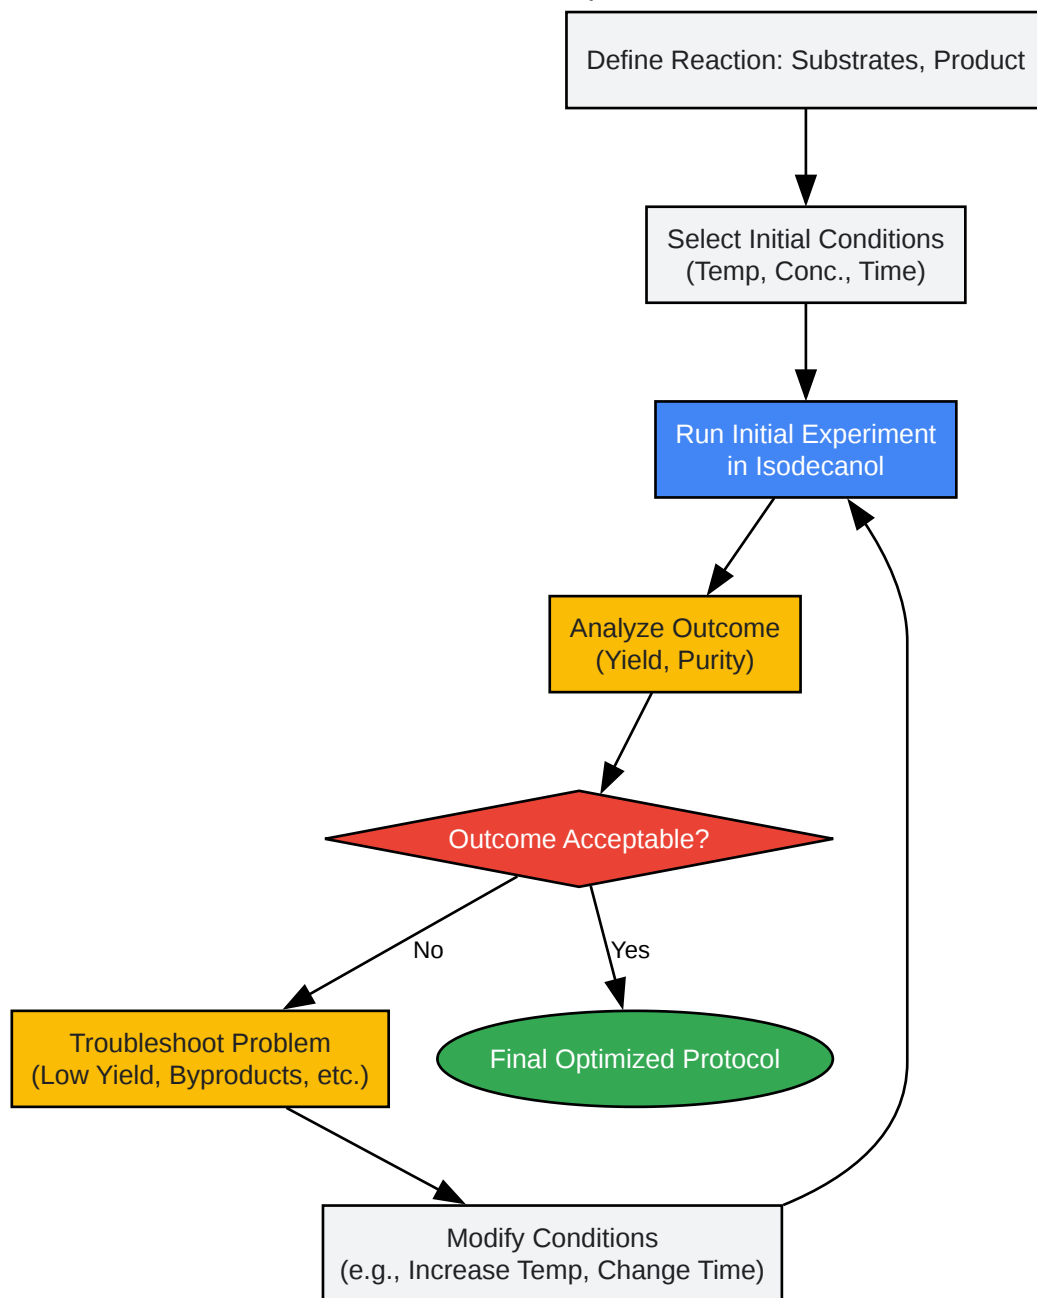 Define Reaction: Substrates, Product
Select Initial Conditions
(Temp, Conc., Time)
Run Initial Experiment
in Isodecanol
Analyze Outcome
(Yield, Purity)
Outcome Acceptable?
No
Yes
Troubleshoot Problem
(Low Yield, Byproducts, etc.)
Final Optimized Protocol
Modify Conditions
(e.g., Increase Temp, Change Time)